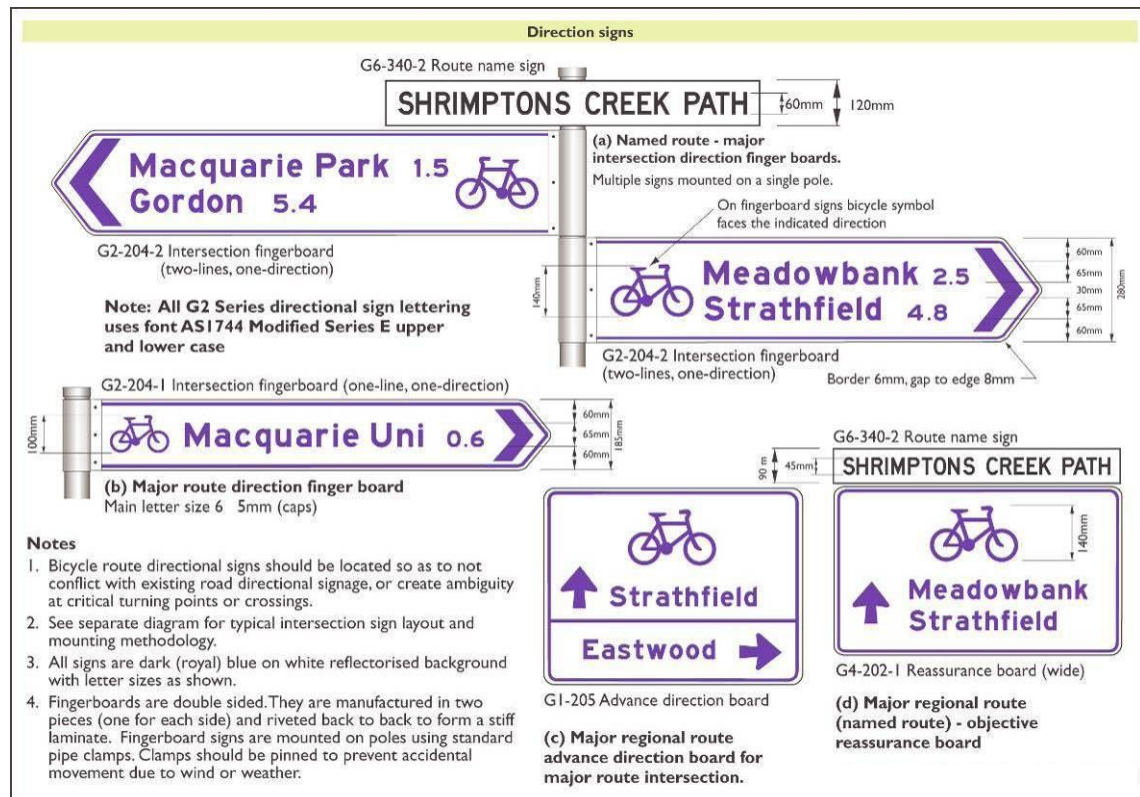 Direction signs
G6-340-2 Route name sign
SHRIMPTONS CREEK PATH
60mm
120mm
(a) Named route - major
intersection direction finger boards.
Multiple signs mounted on a single pole.
Macquarie Park 1.5
Gordon 5.4
On fingerboard signs bicycle symbol
faces the indicated direction
G2-204-2 Intersection fingerboard
(two-lines, one-direction)
140mm
Meadowbank 2.5
Strathfield 4.8
60mm
65mm
30mm
65mm
60mm
280mm
Note: All G2 Series directional sign lettering
uses font AS1744 Modified Series E upper
and lower case
G2-204-2 Intersection fingerboard
(two-lines, one-direction)
Border 6mm, gap to edge 8mm
G2-204-1 Intersection fingerboard (one-line, one-direction)
100mm
Macquarie Uni 0.6
60mm
65mm
60mm
185mm
(b) Major route direction finger board
Main letter size 6 5mm (caps)
G6-340-2 Route name sign
90 m
45mm
SHRIMPTONS CREEK PATH
Strathfield
Eastwood
G1-205 Advance direction board
(c) Major regional route
advance direction board for
major route intersection.
140mm
Meadowbank
Strathfield
G4-202-1 Reassurance board (wide)
(d) Major regional route
(named route) - objective
reassurance board
Notes
1. Bicycle route directional signs should be located so as to not
conflict with existing road directional signage, or create ambiguity
at critical turning points or crossings.
2. See separate diagram for typical intersection sign layout and
mounting methodology.
3. All signs are dark (royal) blue on white reflectorised background
with letter sizes as shown.
4. Fingerboards are double sided. They are manufactured in two
pieces (one for each side) and riveted back to back to form a stiff
laminate. Fingerboard signs are mounted on poles using standard
pipe clamps. Clamps should be pinned to prevent accidental
movement due to wind or weather.